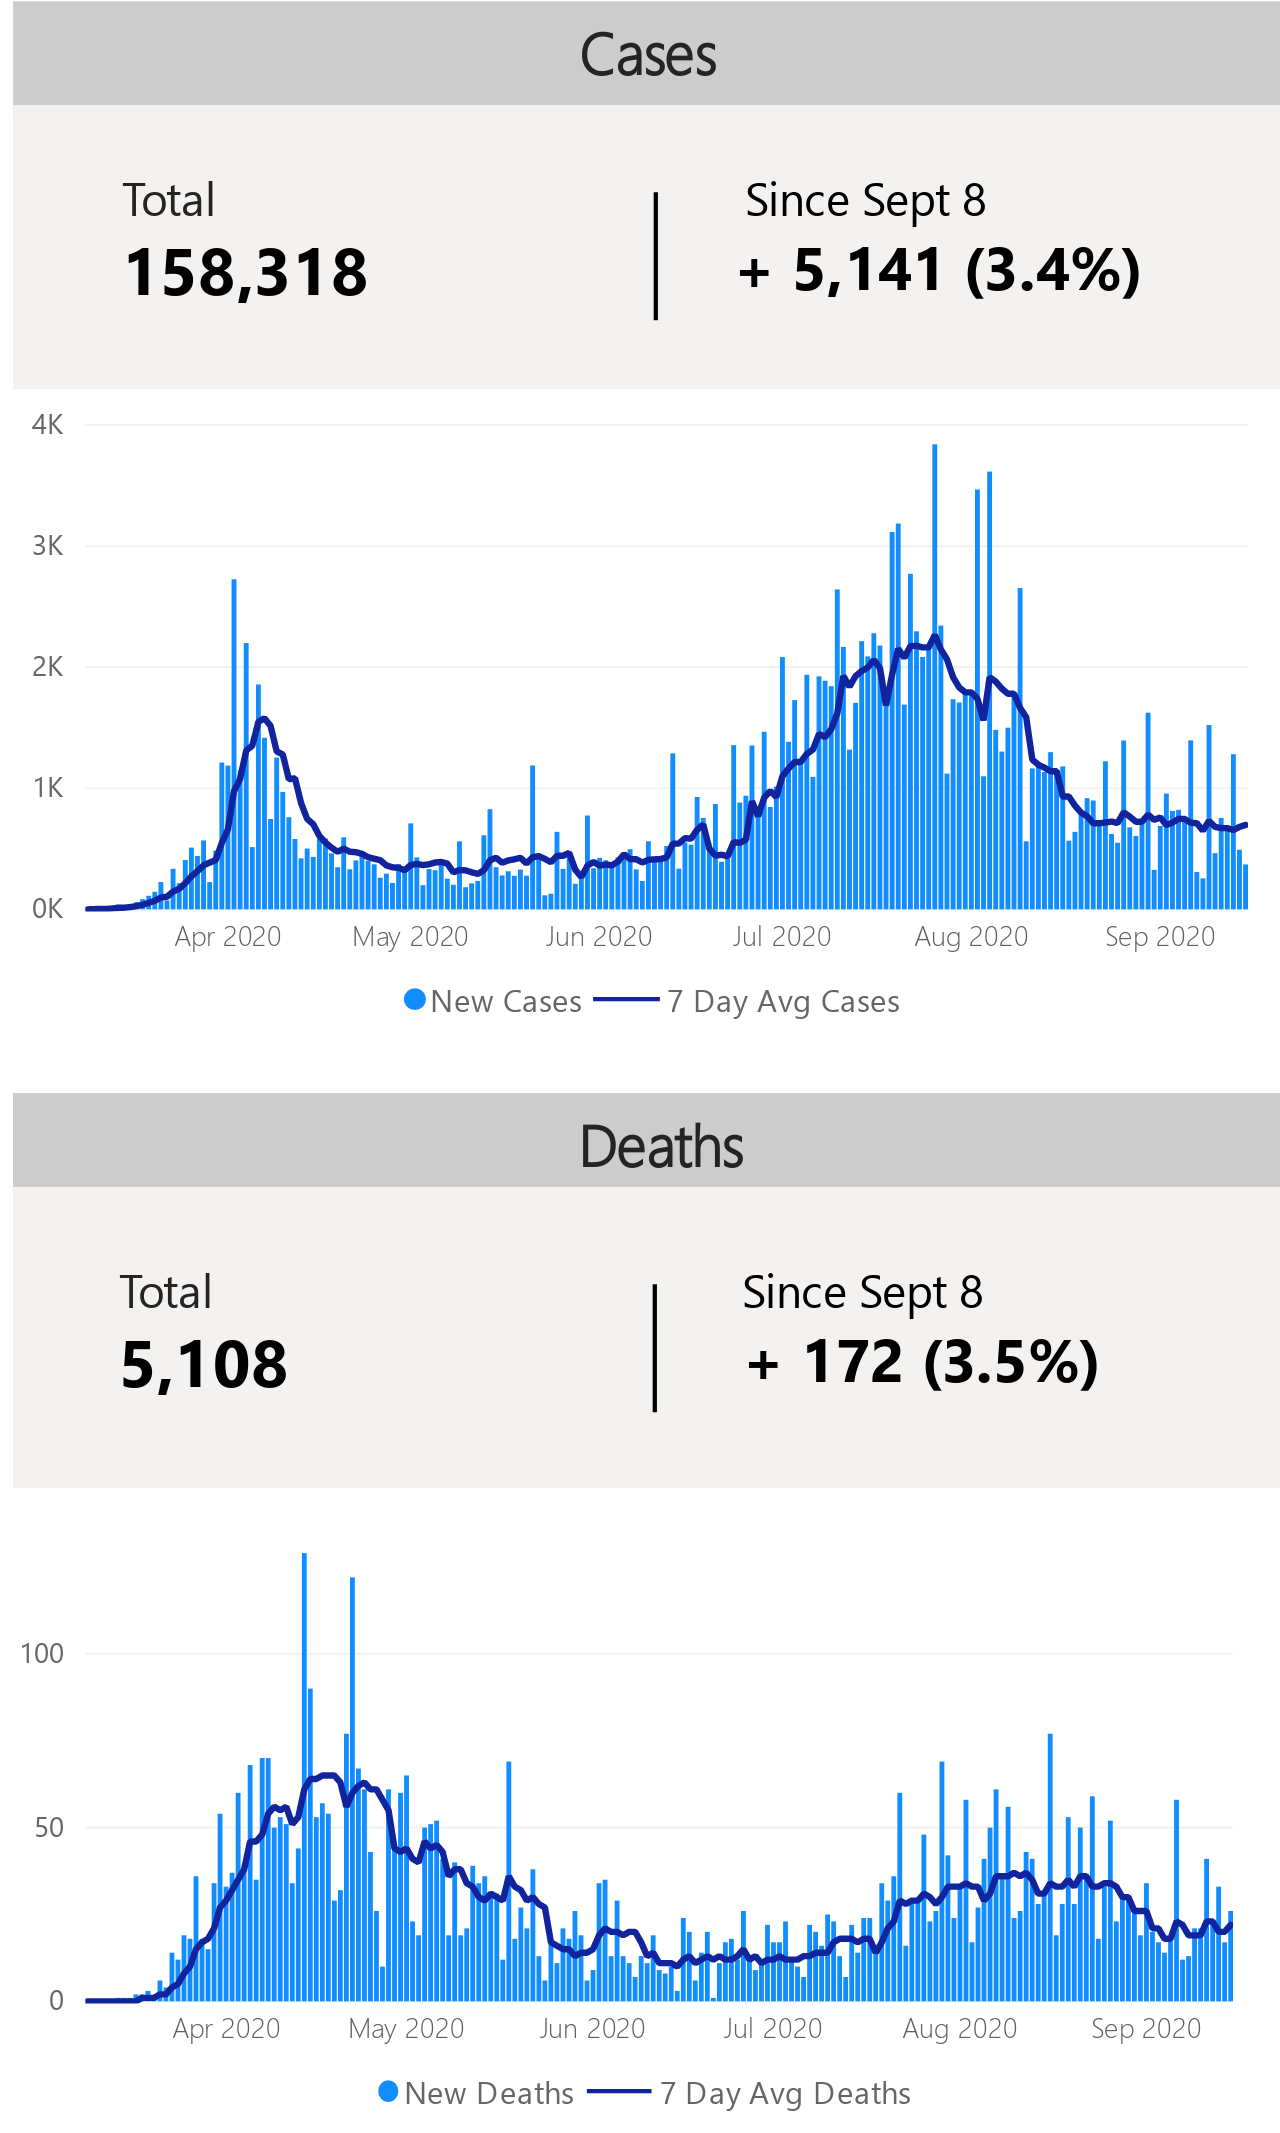 Cases
Total
Since Sept 8
158,318
+ 5,141 (3.4%)
4K
3K
2K
1K
0K
Apr 2020
May 2020
Jun 2020
Jul 2020
Aug 2020
Sep 2020
New Cases
7 Day Avg Cases
Deaths
Total
Since Sept 8
5,108
+ 172 (3.5%)
100
50
0
Apr 2020
May 2020
Jun 2020
Jul 2020
Aug 2020
Sep 2020
New Deaths
7 Day Avg Deaths